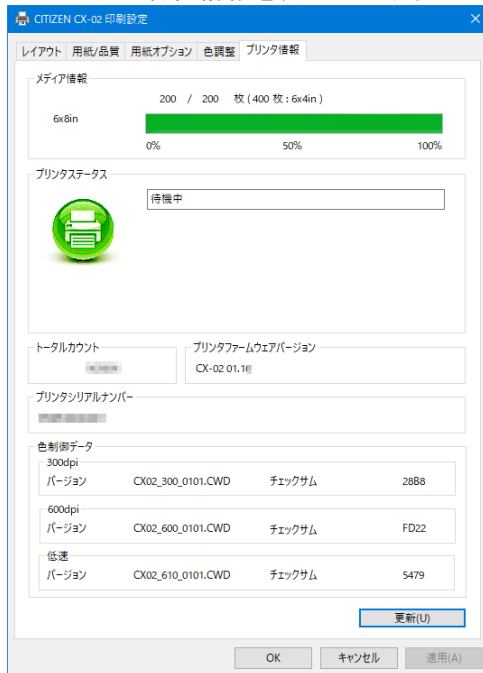 CITIZEN CX-02 印刷設定
レイアウト 用紙/品質 用紙オプション 色調整 プリンタ情報
メディア情報
200 / 200 枚 ( 400 枚 : 6x4in )
6x8in
0% 50% 100%
プリンタステータス
待機中
トータルカウント プリンタファームウェアバージョン
CX-02 01.1
プリンタシリアルナンバー
色制御データ
300dpi
バージョン CX02_300_0101.CWD チェックサム 28B8
600dpi
バージョン CX02_600_0101.CWD チェックサム FD22
低速
バージョン CX02_610_0101.CWD チェックサム 5479
更新(U)
OK キャンセル 適用(A)